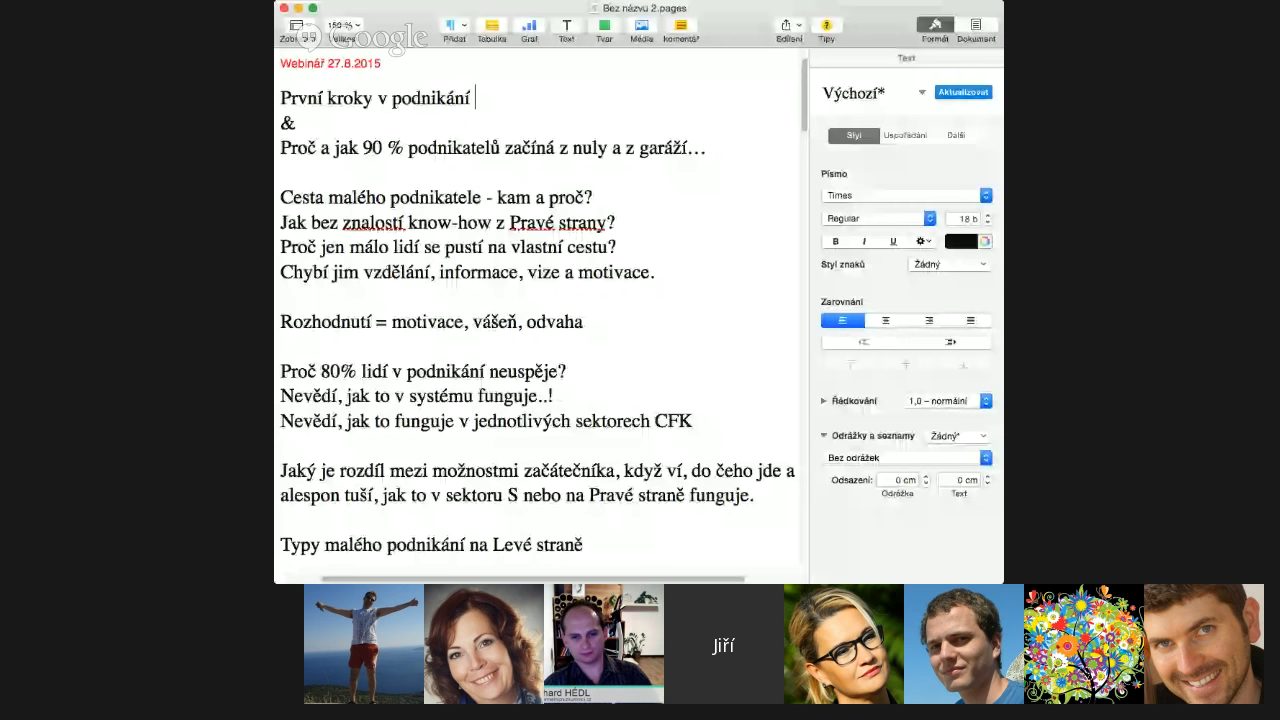 Bez názvu 2.pages
150 %
Přidat Tabulka Graf Text Tvar Média Komentář Sdílení Tipy Formát Dokument
Google
Webinář 27.8.2015
První kroky v podnikání
&
Proč a jak 90 % podnikatelů začíná z nuly a z garáží…
Cesta malého podnikatele - kam a proč?
Jak bez znalostí know-how z Pravé strany?
Proč jen málo lidí se pustí na vlastní cestu?
Chybí jim vzdělání, informace, vize a motivace.
Rozhodnutí = motivace, vášeň, odvaha
Proč 80% lidí v podnikání neuspěje?
Nevědí, jak to v systému funguje..!
Nevědí, jak to funguje v jednotlivých sektorech CFK
Jaký je rozdíl mezi možnostmi začátečníka, když ví, do čeho jde a
alespon tuší, jak to v sektoru S nebo na Pravé straně funguje.
Typy malého podnikání na Levé straně
Text
Výchozí*
Aktualizovat
Styl Uspořádání Další
Písmo
Times
Regular 18 b
B I U
Styl znaků Žádný
Zarovnání
Řádkování 1,0 – normální
Odrážky a seznamy Žádný*
Bez odrážek
Odsazení: 0 cm 0 cm
Odrážka Text
hard HÉDL
Jiří